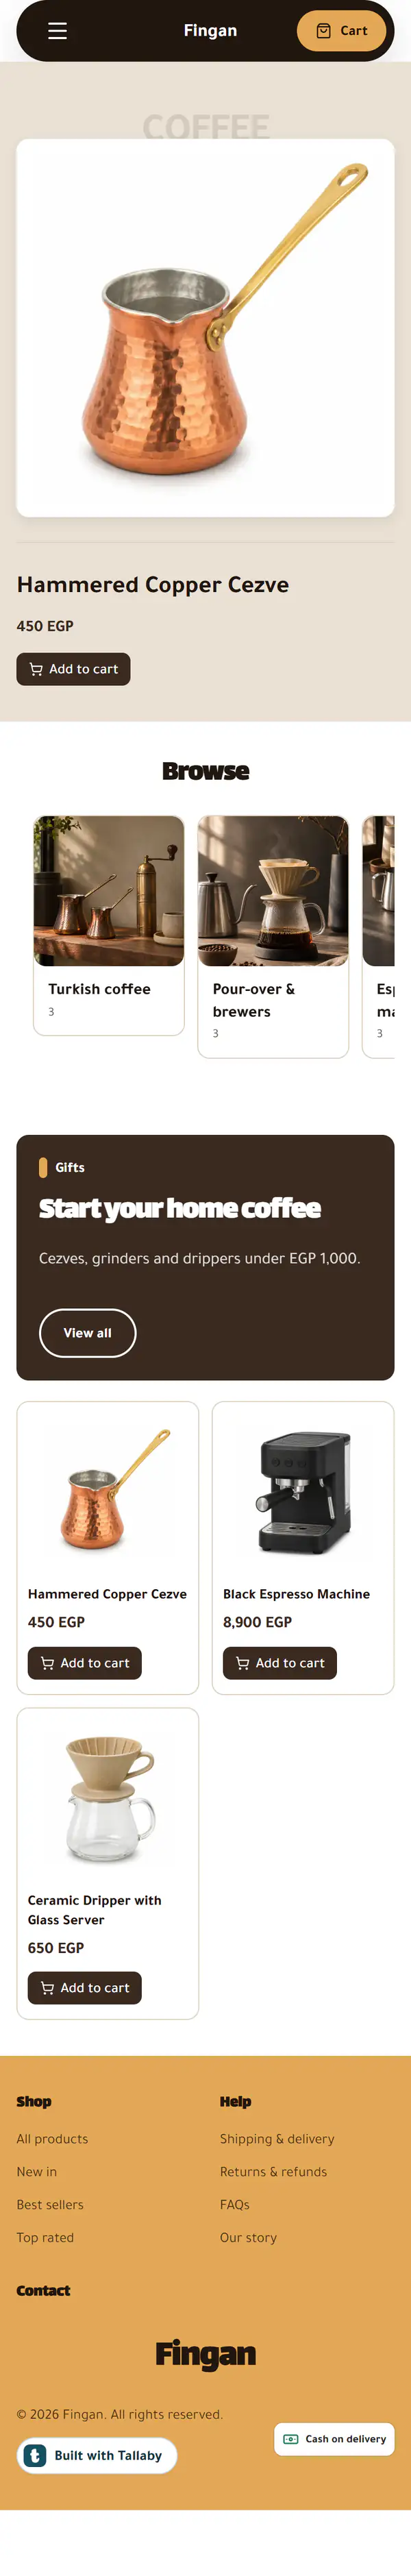 Fingan
Cart
COFFEE
Hammered Copper Cezve
450 EGP
Add to cart
Browse
Turkish coffee
3
Pour-over &
brewers
3
3
Gifts
Start your home coffee
Cezves, grinders and drippers under EGP 1,000.
View all
Hammered Copper Cezve
450 EGP
Add to cart
Black Espresso Machine
8,900 EGP
Add to cart
Ceramic Dripper with
Glass Server
650 EGP
Add to cart
Shop
All products
New in
Best sellers
Top rated
Help
Shipping & delivery
Returns & refunds
FAQs
Our story
Contact
Fingan
© 2026 Fingan. All rights reserved.
Built with Tallaby
Cash on delivery